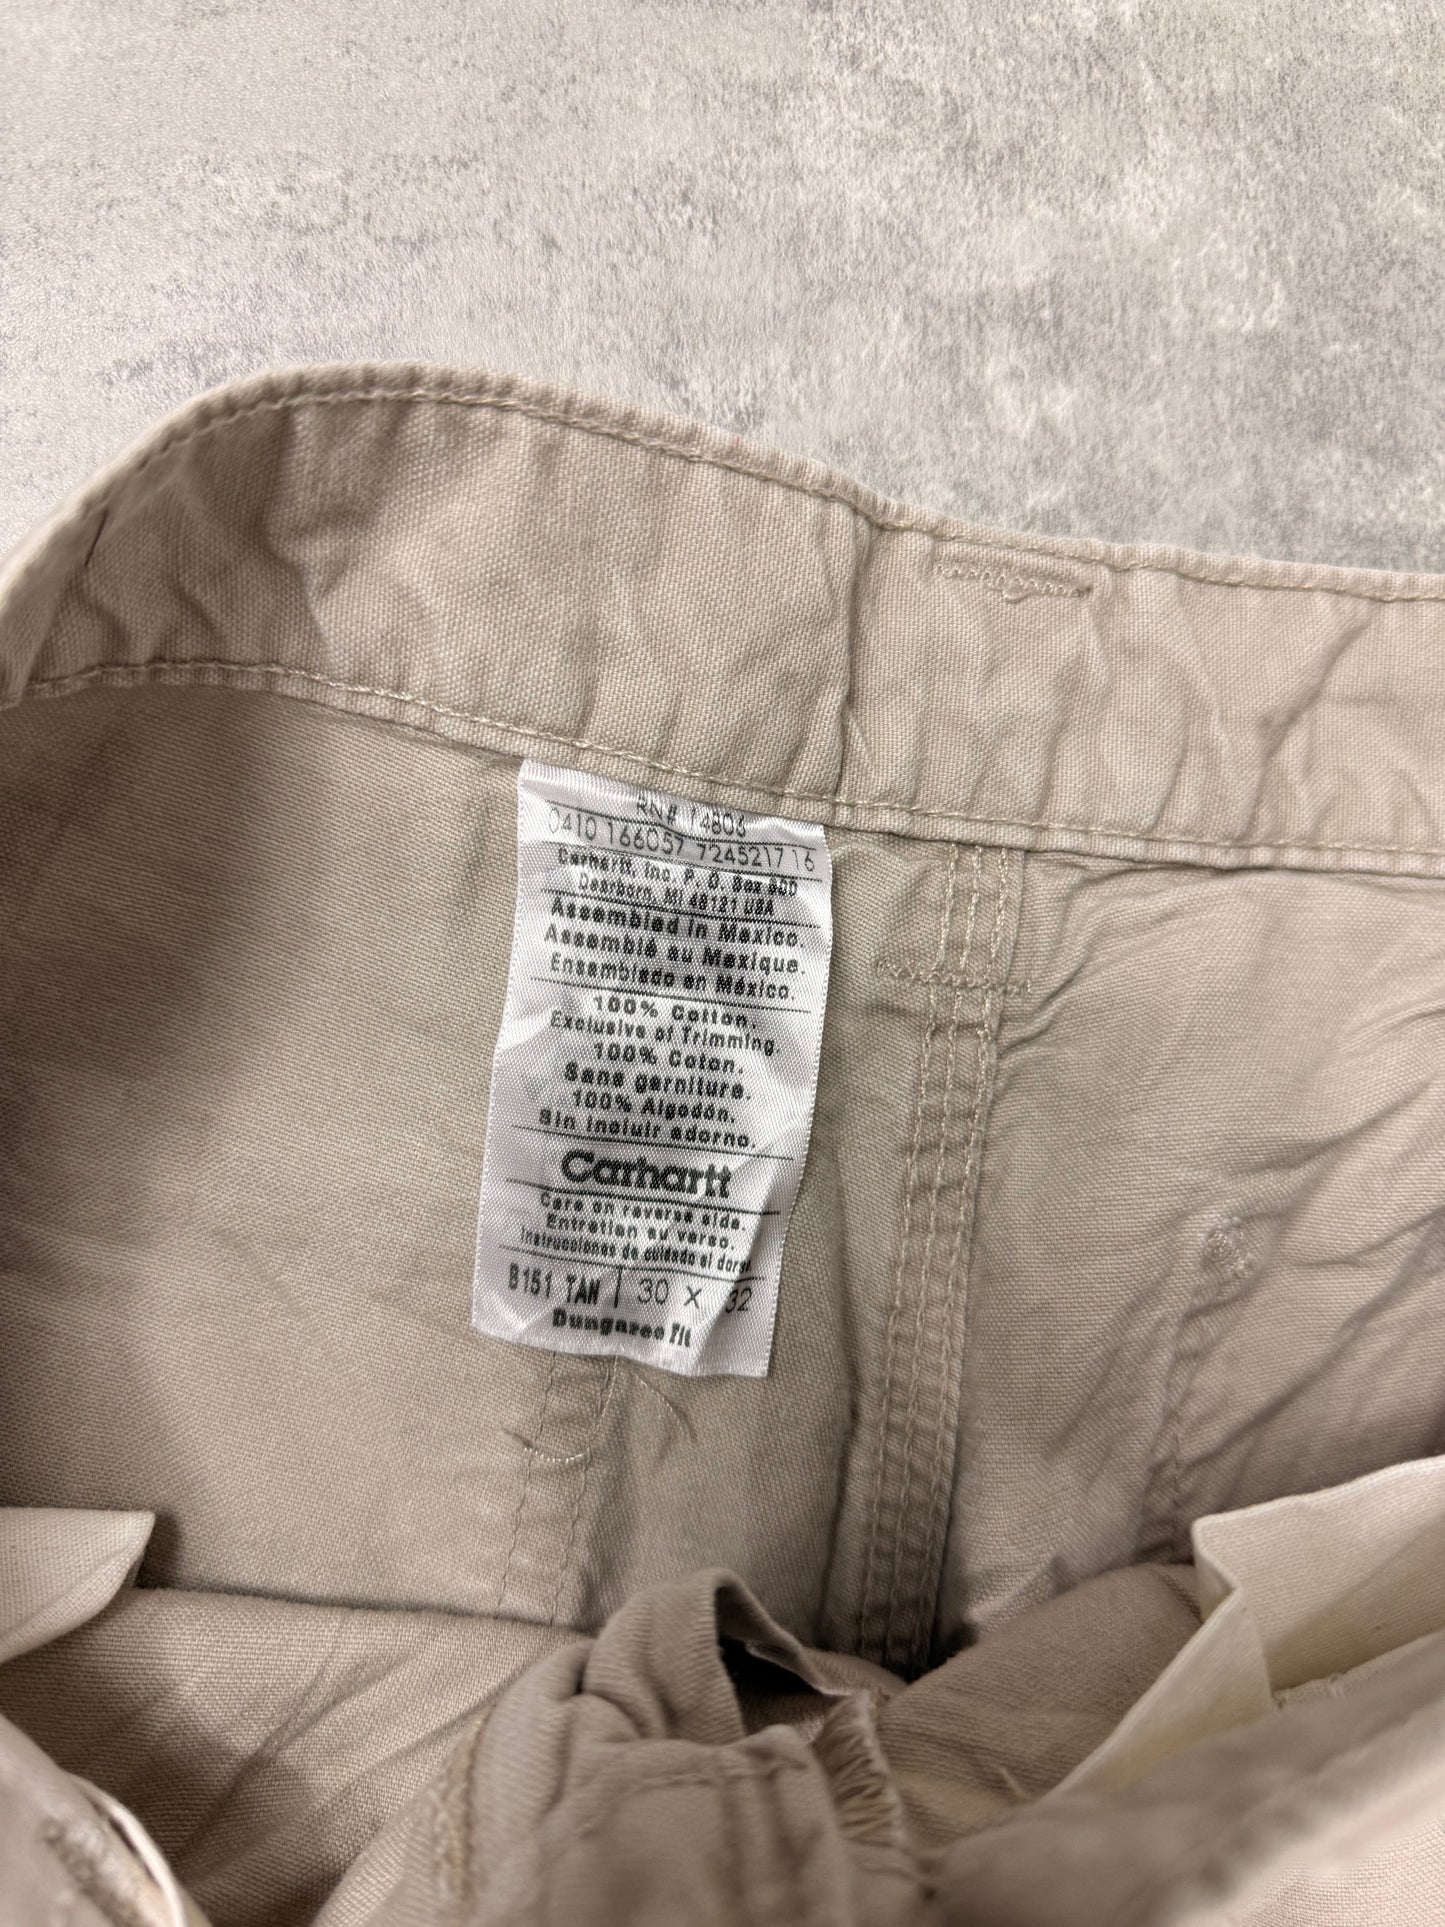 RN# 14806
0410 166057 72452171 6
Carhartt, Inc. P. O. Box 600
Dearborn, MI 48121 USA
Assembled in Mexico.
Assemblé au Mexique.
Ensamblado en México.
100% Cotton.
Exclusive of Trimming.
100% Coton.
Sans garniture.
100% Algodón.
Sin incluir adorno.
Carhartt
Care on reverse side.
Entretien au verso.
Instrucciones de cuidado al dorso
B151 TAN 30 X 32
Dungaree Fit